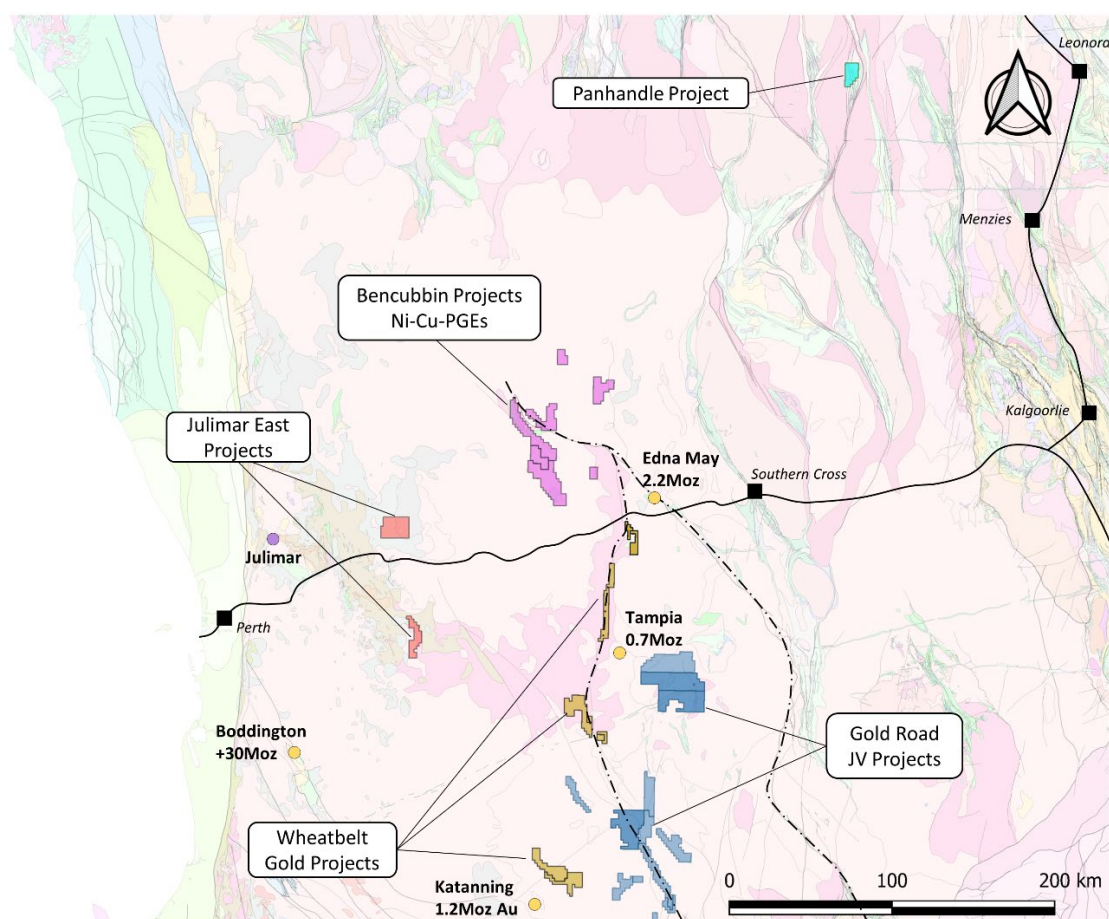 Leonora
Panhandle Project
Menzies
Bencubbin Projects
Ni-Cu-PGEs
Kalgoorlie
Julimar East
Projects
Edna May
2.2Moz
Southern Cross
Julimar
Perth
Tampia
0.7Moz
Boddington
+30Moz
Gold Road
JV Projects
Wheatbelt
Gold Projects
Katanning
1.2Moz Au
0
100
200 km